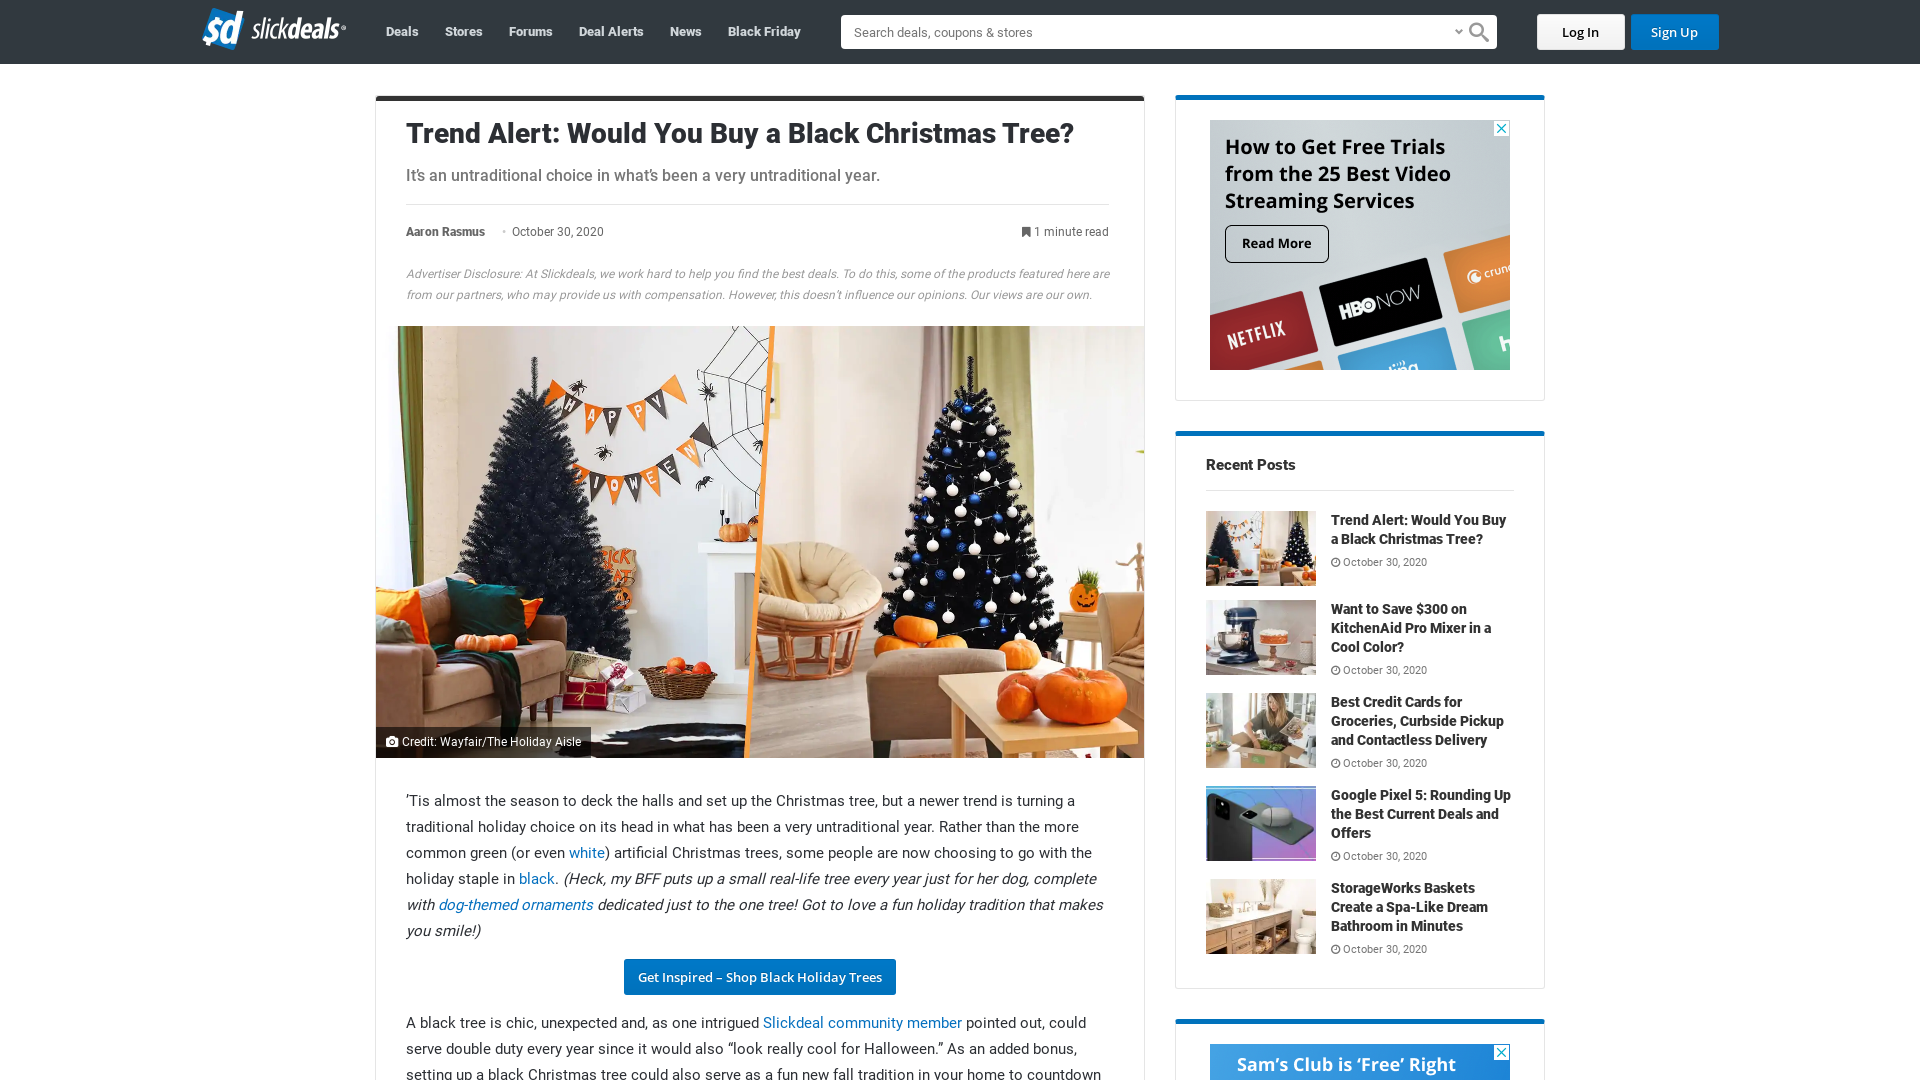 sd slickdeals
Deals
Stores
Forums
Deal Alerts
News
Black Friday
Search deals, coupons & stores
Log In
Sign Up
Trend Alert: Would You Buy a Black Christmas Tree?
It’s an untraditional choice in what’s been a very untraditional year.
Aaron Rasmus • October 30, 2020
1 minute read
Advertiser Disclosure: At Slickdeals, we work hard to help you find the best deals. To do this, some of the products featured here are
from our partners, who may provide us with compensation. However, this doesn’t influence our opinions. Our views are our own.
HAPPY
Credit: Wayfair/The Holiday Aisle
’Tis almost the season to deck the halls and set up the Christmas tree, but a newer trend is turning a
traditional holiday choice on its head in what has been a very untraditional year. Rather than the more
common green (or even white) artificial Christmas trees, some people are now choosing to go with the
holiday staple in black. (Heck, my BFF puts up a small real-life tree every year just for her dog, complete
with dog-themed ornaments dedicated just to the one tree! Got to love a fun holiday tradition that makes
you smile!)
Get Inspired – Shop Black Holiday Trees
A black tree is chic, unexpected and, as one intrigued Slickdeal community member pointed out, could
serve double duty every year since it would also “look really cool for Halloween.” As an added bonus,
setting up a black Christmas tree could also serve as a fun new fall tradition in your home to countdown
How to Get Free Trials
from the 25 Best Video
Streaming Services
Read More
NETFLIX
HBO NOW
Recent Posts
Trend Alert: Would You Buy
a Black Christmas Tree?
October 30, 2020
Want to Save $300 on
KitchenAid Pro Mixer in a
Cool Color?
October 30, 2020
Best Credit Cards for
Groceries, Curbside Pickup
and Contactless Delivery
October 30, 2020
Google Pixel 5: Rounding Up
the Best Current Deals and
Offers
October 30, 2020
StorageWorks Baskets
Create a Spa-Like Dream
Bathroom in Minutes
October 30, 2020
Sam’s Club is ‘Free’ Right